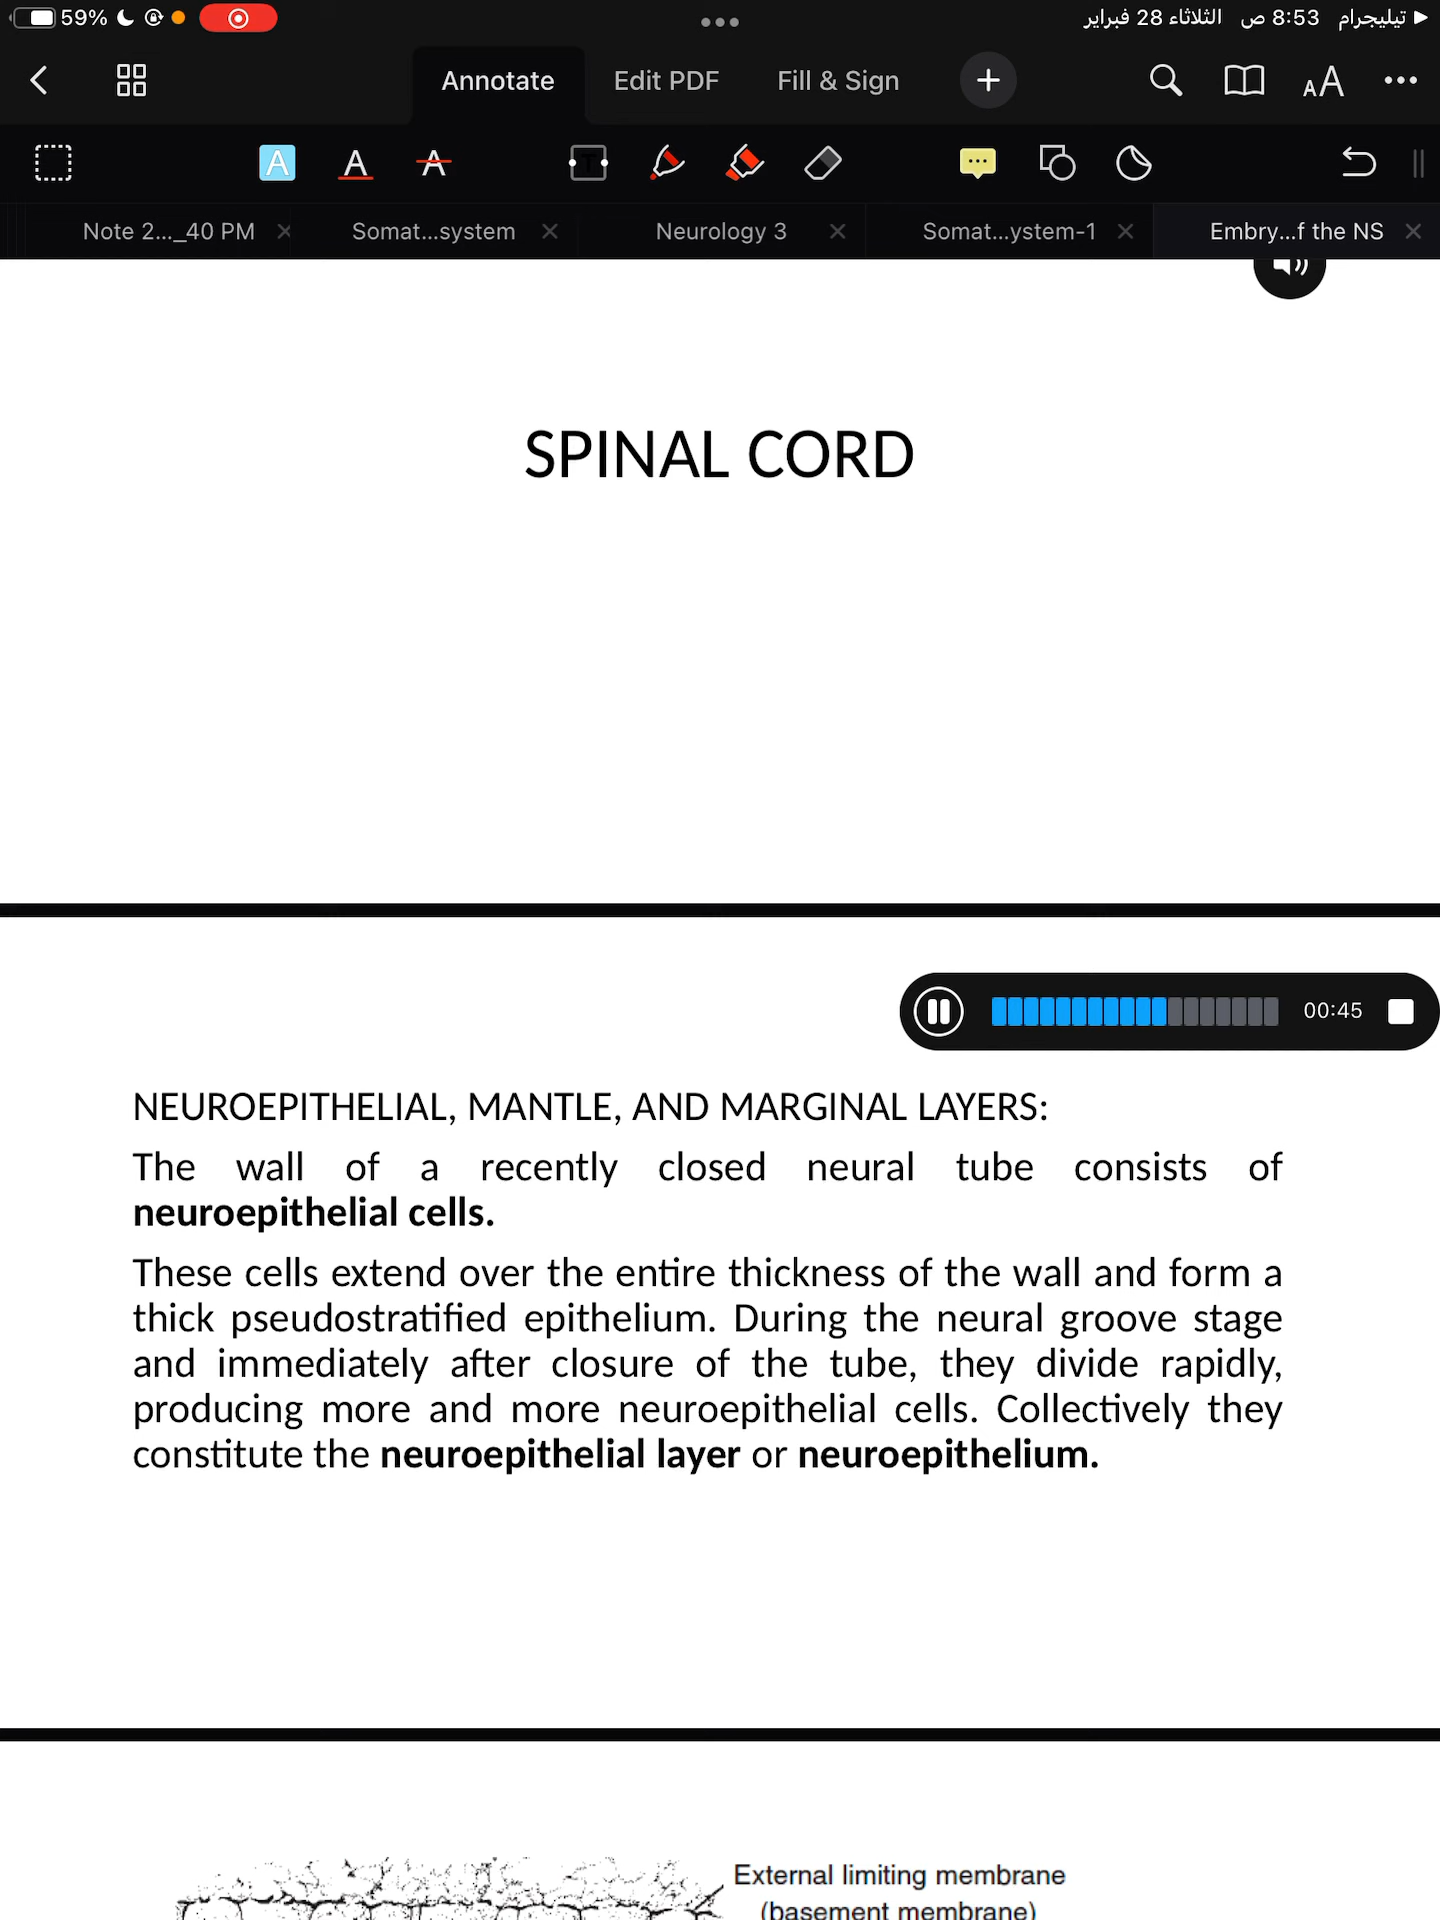 59% تيليجرام 8:53 ص الثلاثاء 28 فبراير
Annotate Edit PDF Fill & Sign
AA
A A A T
Note 2..._40 PM Somat...system Neurology 3 Somat...ystem-1 Embry...f the NS
SPINAL CORD
00:45
NEUROEPITHELIAL, MANTLE, AND MARGINAL LAYERS:
The wall of a recently closed neural tube consists of
neuroepithelial cells.
These cells extend over the entire thickness of the wall and form a
thick pseudostratified epithelium. During the neural groove stage
and immediately after closure of the tube, they divide rapidly,
producing more and more neuroepithelial cells. Collectively they
constitute the neuroepithelial layer or neuroepithelium.
External limiting membrane
(basement membrane)